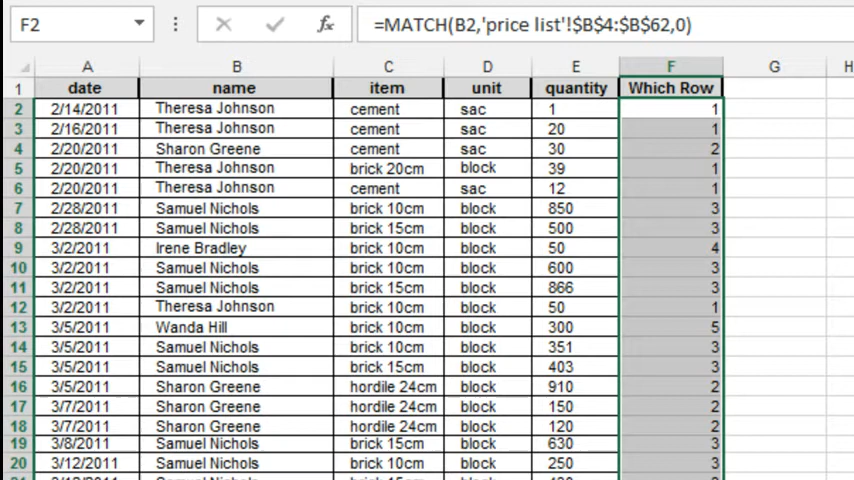 F2 fx =MATCH(B2,'price list'!$B$4:$B$62,0)
A B C D E F G H
1 date name item unit quantity Which Row
2 2/14/2011 Theresa Johnson cement sac 1 1
3 2/16/2011 Theresa Johnson cement sac 20 1
4 2/20/2011 Sharon Greene cement sac 30 2
5 2/20/2011 Theresa Johnson brick 20cm block 39 1
6 2/20/2011 Theresa Johnson cement sac 12 1
7 2/28/2011 Samuel Nichols brick 10cm block 850 3
8 2/28/2011 Samuel Nichols brick 15cm block 500 3
9 3/2/2011 Irene Bradley brick 10cm block 50 4
10 3/2/2011 Samuel Nichols brick 10cm block 600 3
11 3/2/2011 Samuel Nichols brick 15cm block 866 3
12 3/2/2011 Theresa Johnson brick 10cm block 50 1
13 3/5/2011 Wanda Hill brick 10cm block 300 5
14 3/5/2011 Samuel Nichols brick 10cm block 351 3
15 3/5/2011 Samuel Nichols brick 15cm block 403 3
16 3/5/2011 Sharon Greene hordile 24cm block 910 2
17 3/7/2011 Sharon Greene hordile 24cm block 150 2
18 3/7/2011 Sharon Greene hordile 24cm block 120 2
19 3/8/2011 Samuel Nichols brick 15cm block 630 3
20 3/12/2011 Samuel Nichols brick 10cm block 250 3